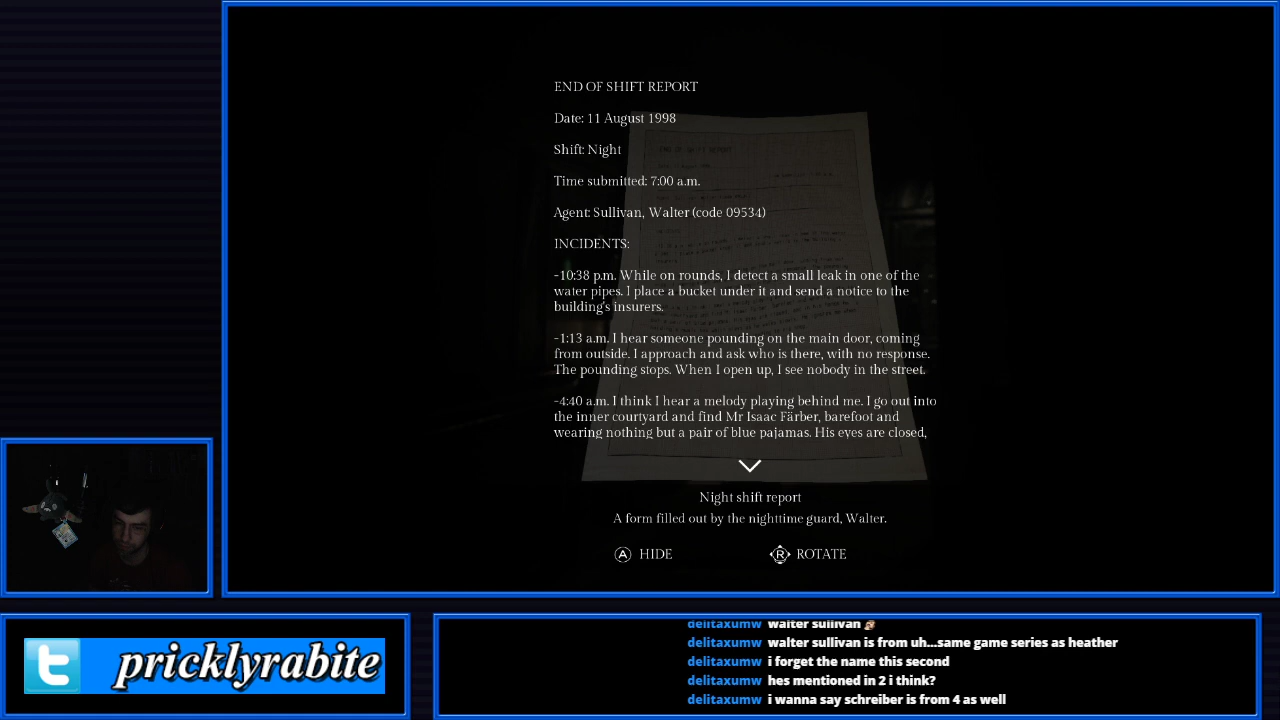 END OF SHIFT REPORT
Date: 11 August 1998
Shift: Night
Time submitted: 7:00 a.m.
Agent: Sullivan, Walter (code 09534)
INCIDENTS:
-10:38 p.m. While on rounds, I detect a small leak in one of the
water pipes. I place a bucket under it and send a notice to the
building's insurers.
-1:13 a.m. I hear someone pounding on the main door, coming
from outside. I approach and ask who is there, with no response.
The pounding stops. When I open up, I see nobody in the street.
-4:40 a.m. I think I hear a melody playing behind me. I go out into
the inner courtyard and find Mr Isaac Färber, barefoot and
wearing nothing but a pair of blue pajamas. His eyes are closed,
Night shift report
A form filled out by the nighttime guard, Walter.
A HIDE
R ROTATE
t pricklyrabite
delitaxumw walter sullivan
delitaxumw walter sullivan is from uh...same game series as heather
delitaxumw i forget the name this second
delitaxumw hes mentioned in 2 i think?
delitaxumw i wanna say schreiber is from 4 as well